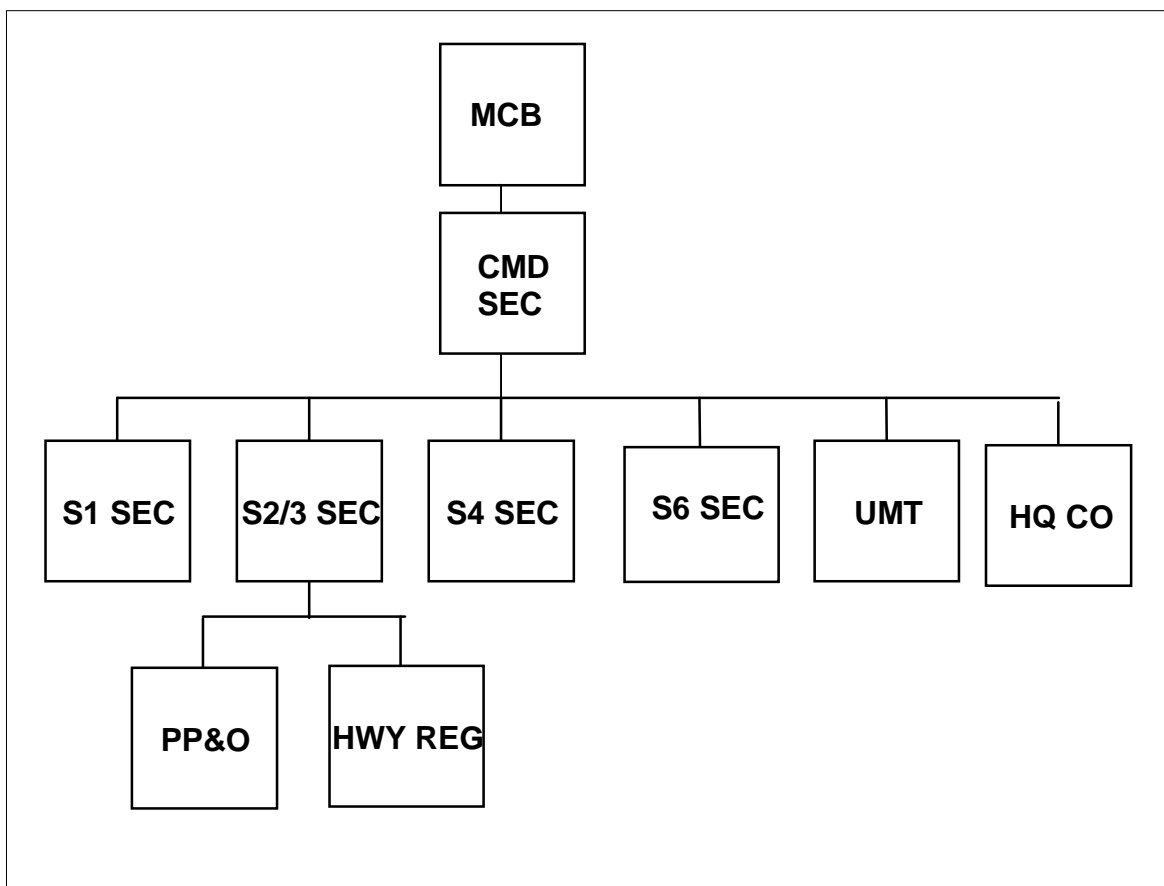 MCB
CMD
SEC
S1 SEC
S2/3 SEC
S4 SEC
S6 SEC
UMT
HQ CO
PP&O
HWY REG